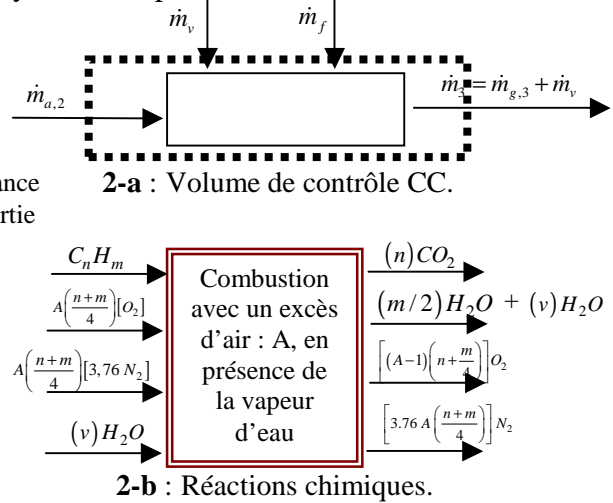 ṁ_v ṁ_f
ṁ_{a,2} ṁ_3 = ṁ_{g,3} + ṁ_v
ance 2-a : Volume de contrôle CC.
rtie
C_nH_m
A((n+m)/4)[O_2]
A((n+m)/4)[3,76 N_2]
(v)H_2O
Combustion
avec un excès
d’air : A, en
présence de
la vapeur
d’eau
(n)CO_2
(m/2)H_2O + (v)H_2O
[(A−1)(n+m/4)]O_2
[3.76 A((n+m)/4)]N_2
2-b : Réactions chimiques.